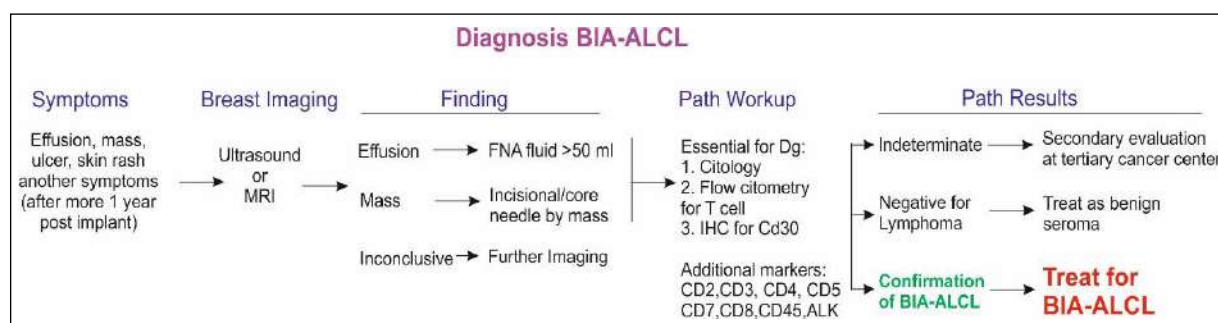 Diagnosis BIA-ALCL
Symptoms
Effusion, mass,
ulcer, skin rash
another symptoms
(after more 1 year
post implant)
Breast Imaging
Ultrasound
or
MRI
Finding
Effusion
FNA fluid >50 ml
Mass
Incisional/core
needle by mass
Inconclusive
Further Imaging
Path Workup
Essential for Dg:
1. Citology
2. Flow citometry
for T cell
3. IHC for Cd30
Additional markers:
CD2,CD3, CD4, CD5
CD7,CD8,CD45,ALK
Path Results
Indeterminate
Secondary evaluation
at tertiary cancer center
Negative for
Lymphoma
Treat as benign
seroma
Confirmation
of BIA-ALCL
Treat for
BIA-ALCL